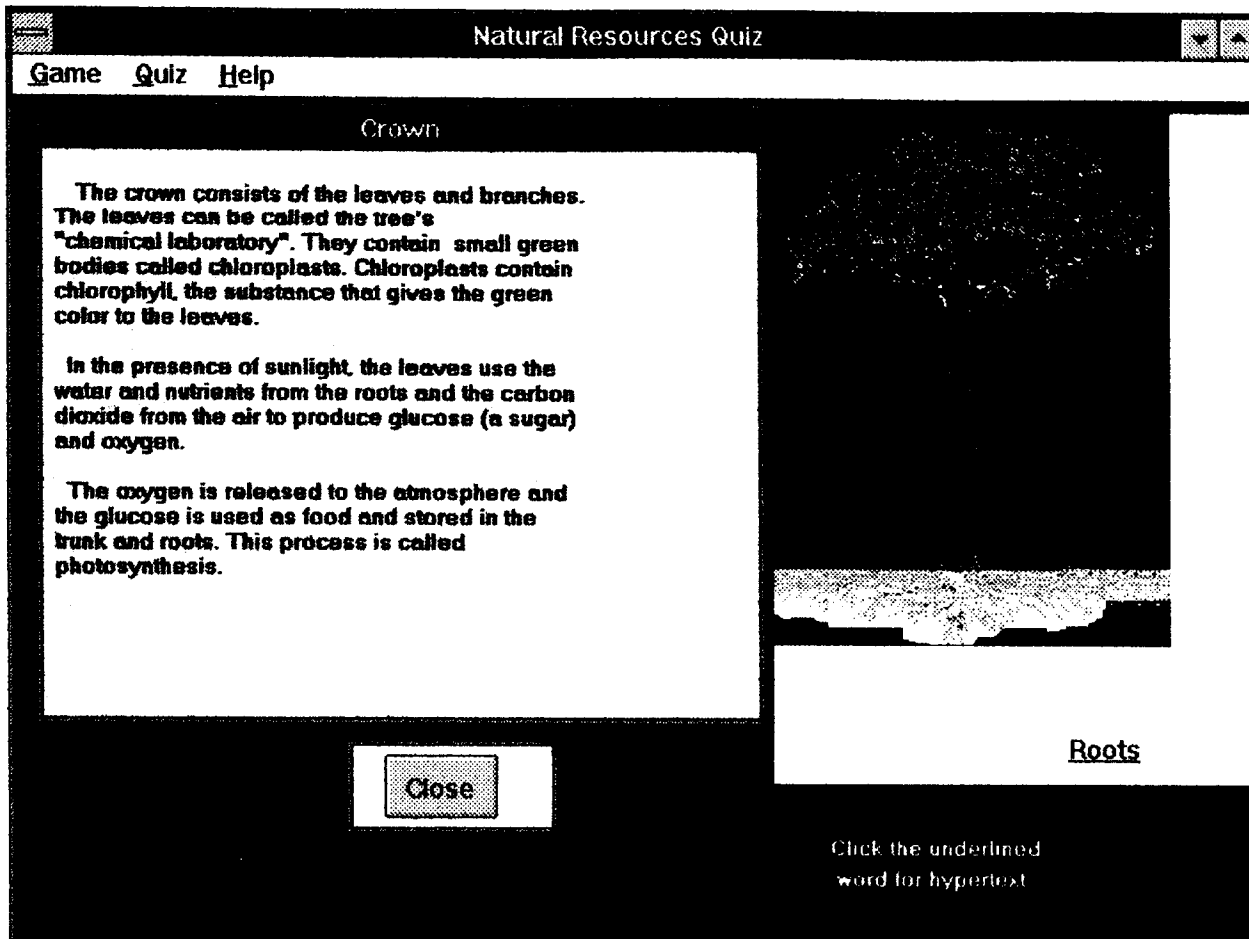 Natural Resources Quiz
Game Quiz Help
Crown
The crown consists of the leaves and branches.
The leaves can be called the tree's
"chemical laboratory". They contain small green
bodies called chloroplasts. Chloroplasts contain
chlorophyll, the substance that gives the green
color to the leaves.
In the presence of sunlight, the leaves use the
water and nutrients from the roots and the carbon
dioxide from the air to produce glucose (a sugar)
and oxygen.
The oxygen is released to the atmosphere and
the glucose is used as food and stored in the
trunk and roots. This process is called
photosynthesis.
Close
Roots
Click the underlined
word for hypertext